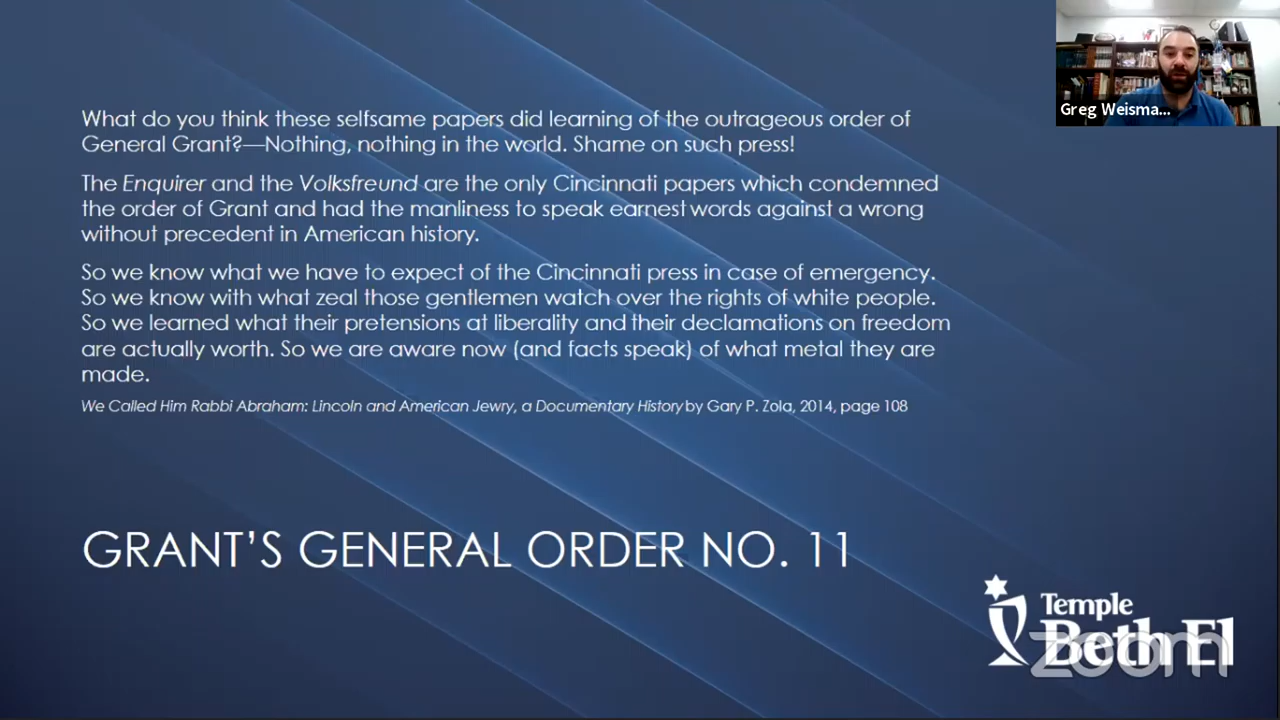 What do you think these selfsame papers did learning of the outrageous order of
General Grant?—Nothing, nothing in the world. Shame on such press!
The Enquirer and the Volksfreund are the only Cincinnati papers which condemned
the order of Grant and had the manliness to speak earnest words against a wrong
without precedent in American history.
So we know what we have to expect of the Cincinnati press in case of emergency.
So we know with what zeal those gentlemen watch over the rights of white people.
So we learned what their pretensions at liberality and their declamations on freedom
are actually worth. So we are aware now (and facts speak) of what metal they are
made.
We Called Him Rabbi Abraham: Lincoln and American Jewry, a Documentary History by Gary P. Zola, 2014, page 108
GRANT'S GENERAL ORDER NO. 11
Greg Weisma...
Temple
Beth El
zoom